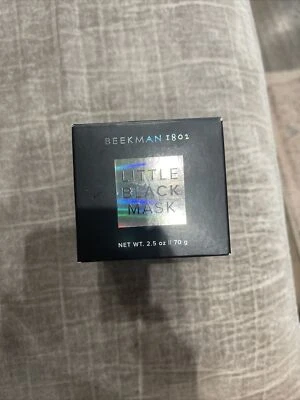 BEEKMAN 1802
LITTLE
BLACK
MASK
NET WT. 2.5 oz || 70 g